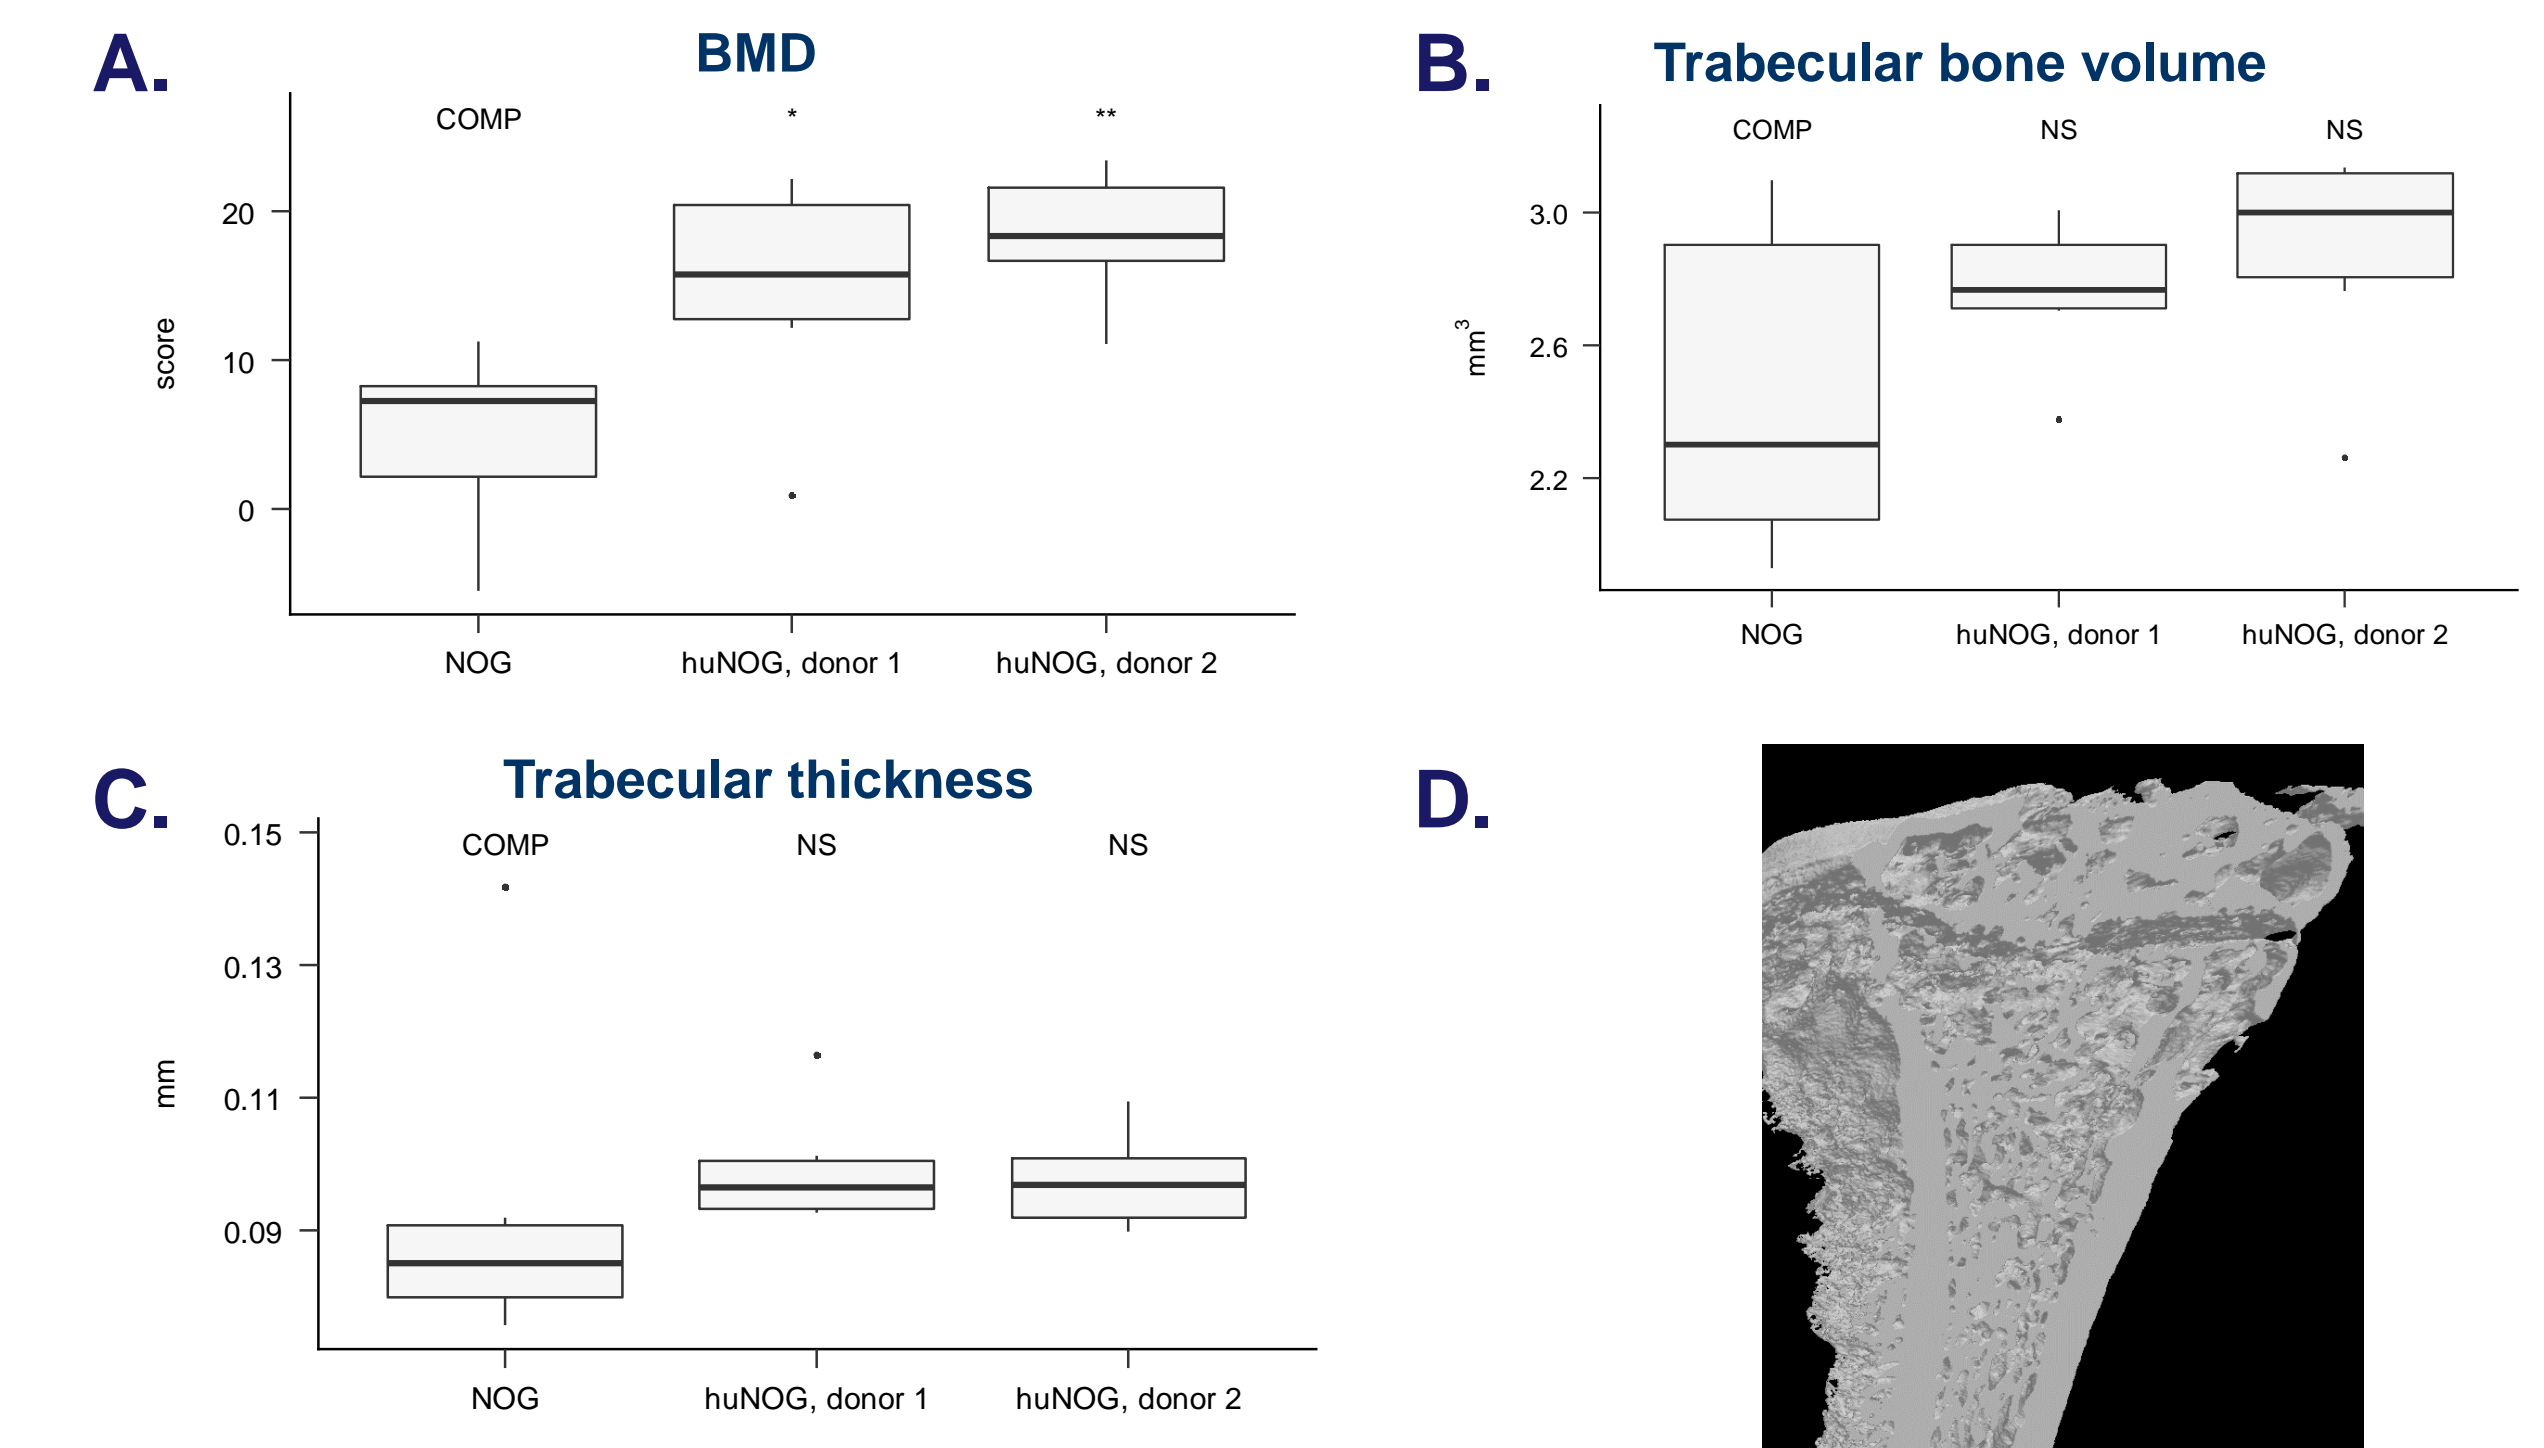 A.
BMD
COMP
*
**
20
10
0
score
NOG
huNOG, donor 1
huNOG, donor 2
B.
Trabecular bone volume
COMP
NS
NS
3.0
2.6
2.2
mm3
NOG
huNOG, donor 1
huNOG, donor 2
C.
Trabecular thickness
COMP
NS
NS
0.15
0.13
0.11
0.09
mm
NOG
huNOG, donor 1
huNOG, donor 2
D.